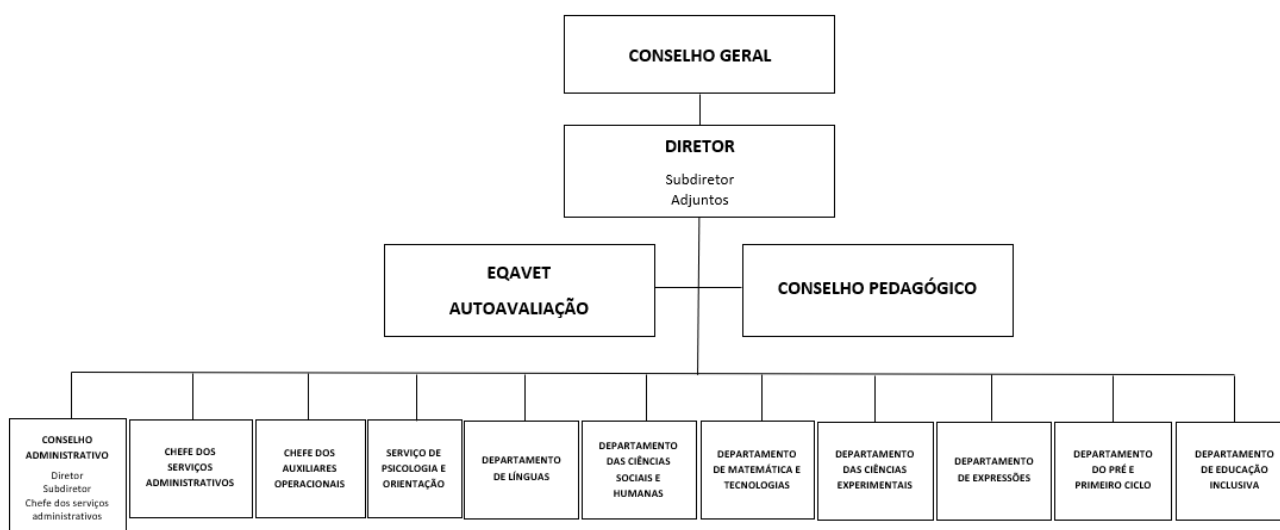 CONSELHO GERAL
DIRETOR
Subdiretor
Adjuntos
EQAVET
AUTOAVALIAÇÃO
CONSELHO PEDAGÓGICO
CONSELHO
ADMINISTRATIVO
Diretor
Subdiretor
Chefe dos serviços
administrativos
CHEFE DOS
SERVIÇOS
ADMINISTRATIVOS
CHEFE DOS
AUXILIARES
OPERACIONAIS
SERVIÇO DE
PSICOLOGIA E
ORIENTAÇÃO
DEPARTAMENTO
DE LÍNGUAS
DEPARTAMENTO
DAS CIÊNCIAS
SOCIAIS E
HUMANAS
DEPARTAMENTO
DE MATEMÁTICA E
TECNOLOGIAS
DEPARTAMENTO
DAS CIÊNCIAS
EXPERIMENTAIS
DEPARTAMENTO
DE EXPRESSÕES
DEPARTAMENTO
DO PRÉ E
PRIMEIRO CICLO
DEPARTAMENTO
DE EDUCAÇÃO
INCLUSIVA